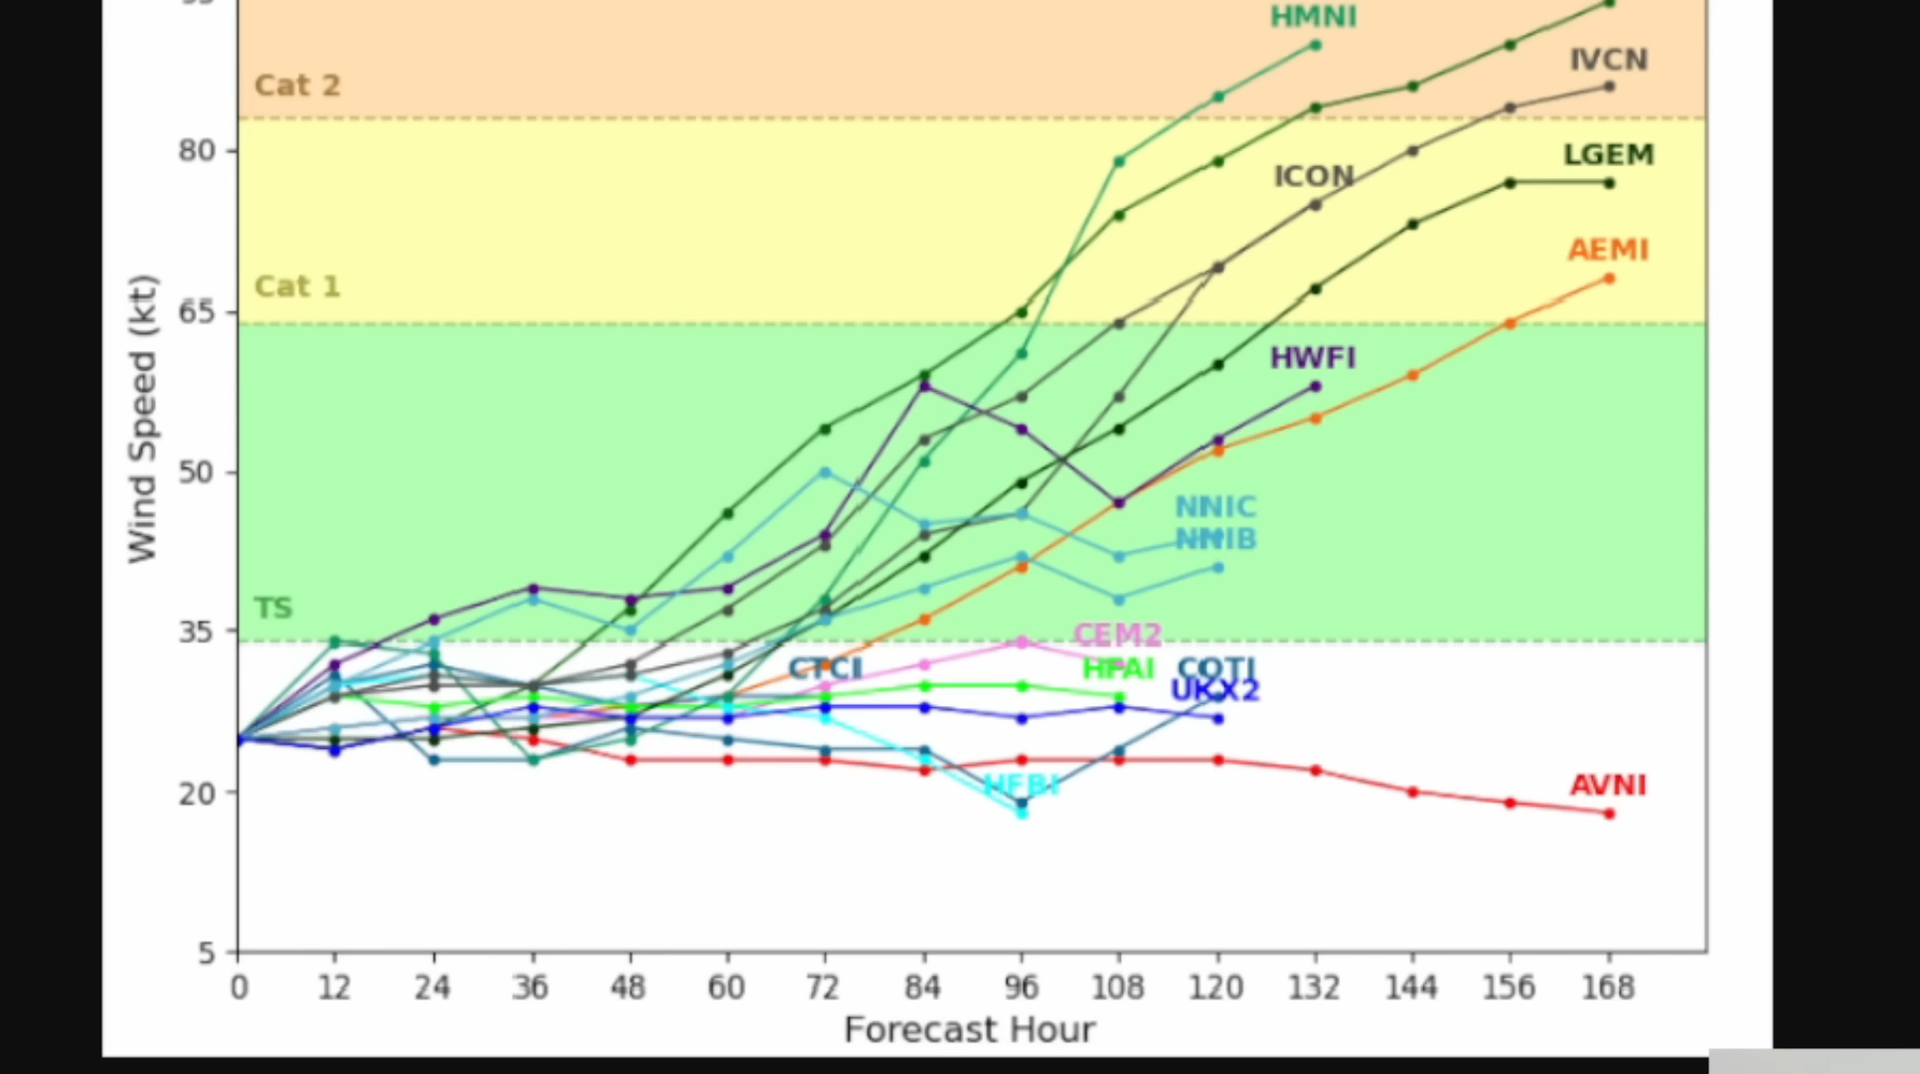 HMNI
IVCN
Cat 2
80
LGEM
ICON
AEMI
Cat 1
65
HWFI
Wind Speed (kt)
50
NNIC
NNIB
TS
35
CEM2
CTCI
HFAI
COTI
UKX2
HFBI
AVNI
20
5
0 12 24 36 48 60 72 84 96 108 120 132 144 156 168
Forecast Hour